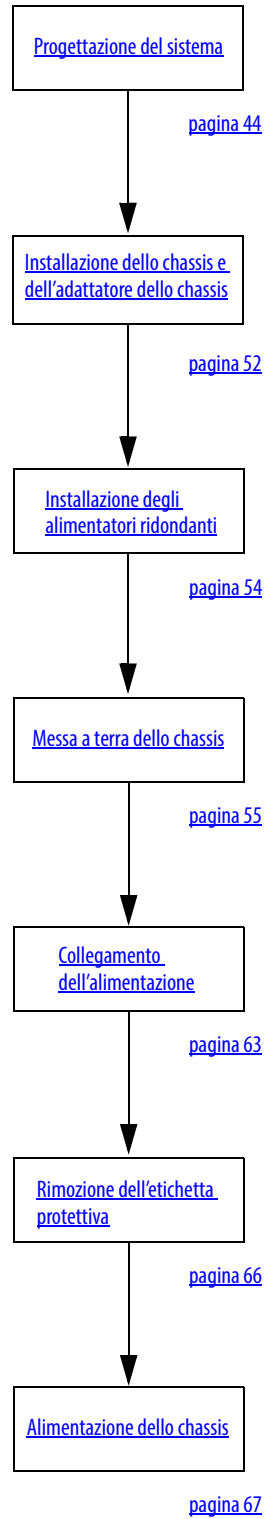 Progettazione del sistema
pagina 44
Installazione dello chassis e
dell'adattatore dello chassis
pagina 52
Installazione degli
alimentatori ridondanti
pagina 54
Messa a terra dello chassis
pagina 55
Collegamento
dell'alimentazione
pagina 63
Rimozione dell'etichetta
protettiva
pagina 66
Alimentazione dello chassis
pagina 67